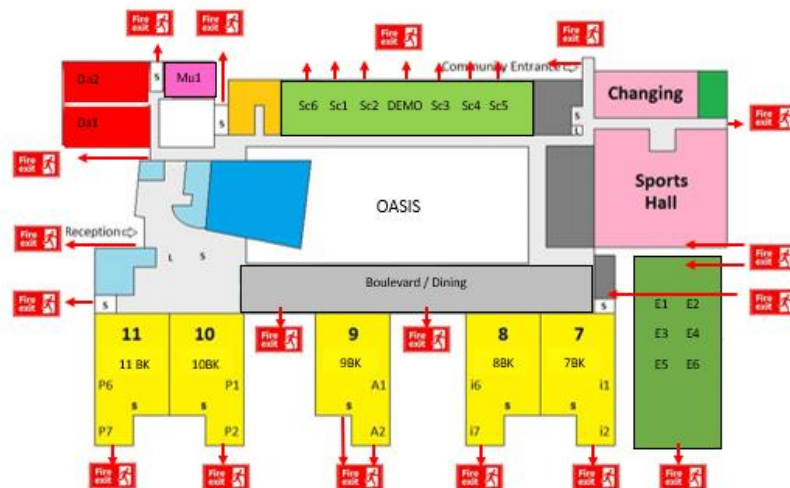 Fire exit
Fire exit
Fire exit
Fire exit
Community Entrance
Da2
Mu1
S
Changing
Sc6 Sc1 Sc2 DEMO Sc3 Sc4 Sc5
S
S
L
Da1
Fire exit
Fire exit
Sports Hall
OASIS
Fire exit
Reception
L S
Fire exit
Boulevard / Dining
Fire exit
S
S
E1 E2
Fire exit
11 10 9 8 7
Fire exit
Fire exit
E3 E4
11 BK 10BK 9BK 8BK 7BK
E5 E6
P6 P1 A1 i6 i1
S S S S S
P7 P2 A2 i7 i2
Fire exit
Fire exit
Fire exit
Fire exit
Fire exit
Fire exit